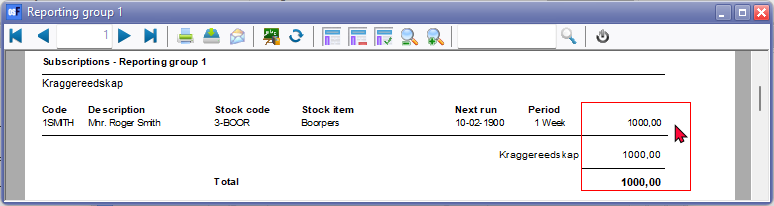 Reporting group 1
1
Subscriptions - Reporting group 1
Kraggereedskap
Code Description Stock code Stock item Next run Period
1SMITH Mnr. Roger Smith 3-BOOR Boorpers 10-02-1900 1 Week 1000,00
Kraggereedskap 1000,00
Total 1000,00